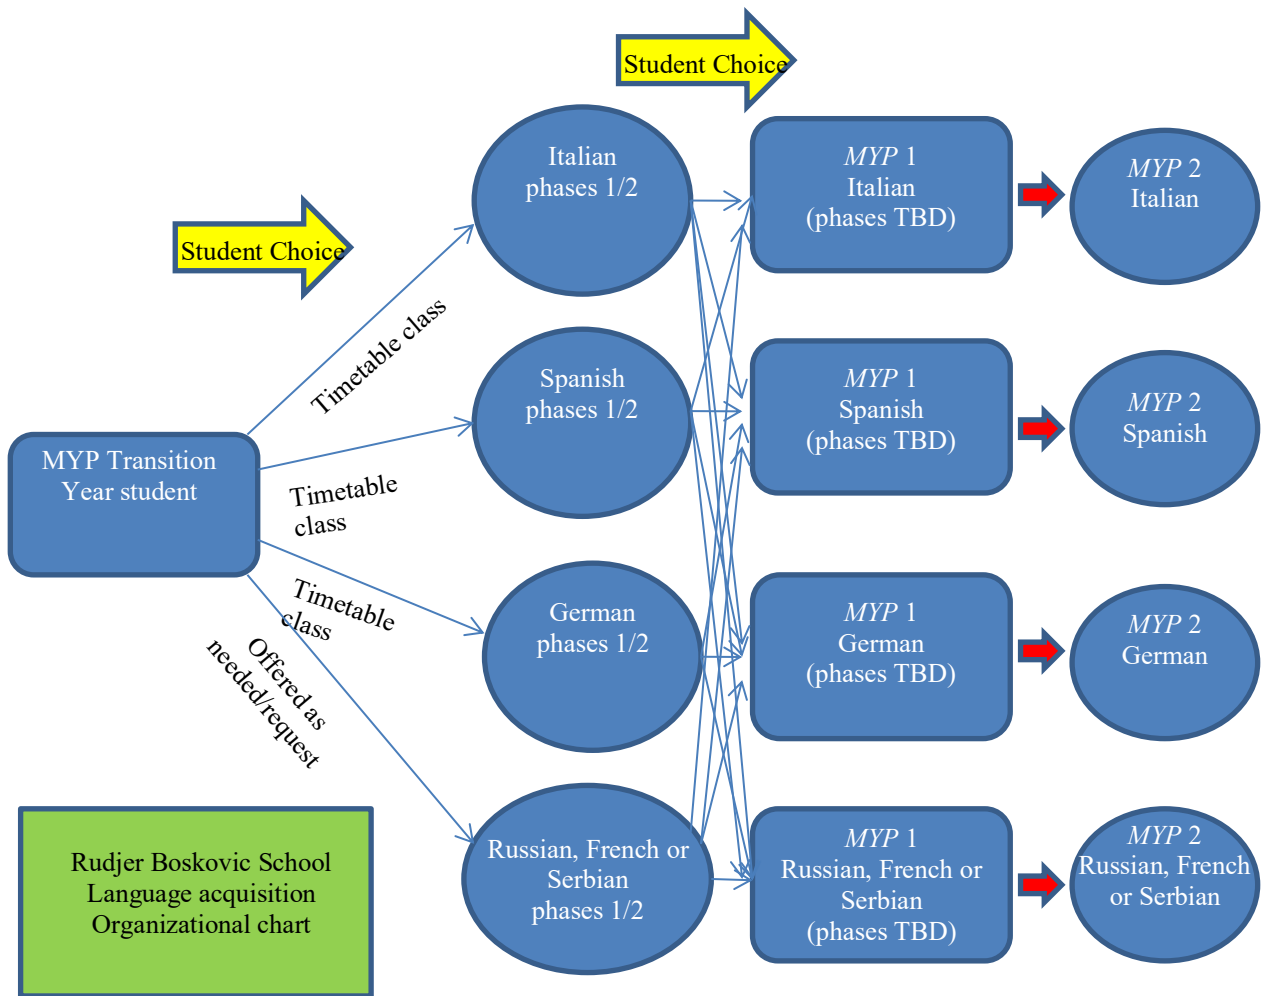 Student Choice
Student Choice
Italian
phases 1/2
MYP 1
Italian
(phases TBD)
MYP 2
Italian
Timetable class
Spanish
phases 1/2
MYP 1
Spanish
(phases TBD)
MYP 2
Spanish
MYP Transition
Year student
Timetable
class
Timetable
class
German
phases 1/2
MYP 1
German
(phases TBD)
MYP 2
German
Offered as
needed/request
Russian, French or
Serbian
phases 1/2
MYP 1
Russian, French or
Serbian
(phases TBD)
MYP 2
Russian, French
or Serbian
Rudjer Boskovic School
Language acquisition
Organizational chart